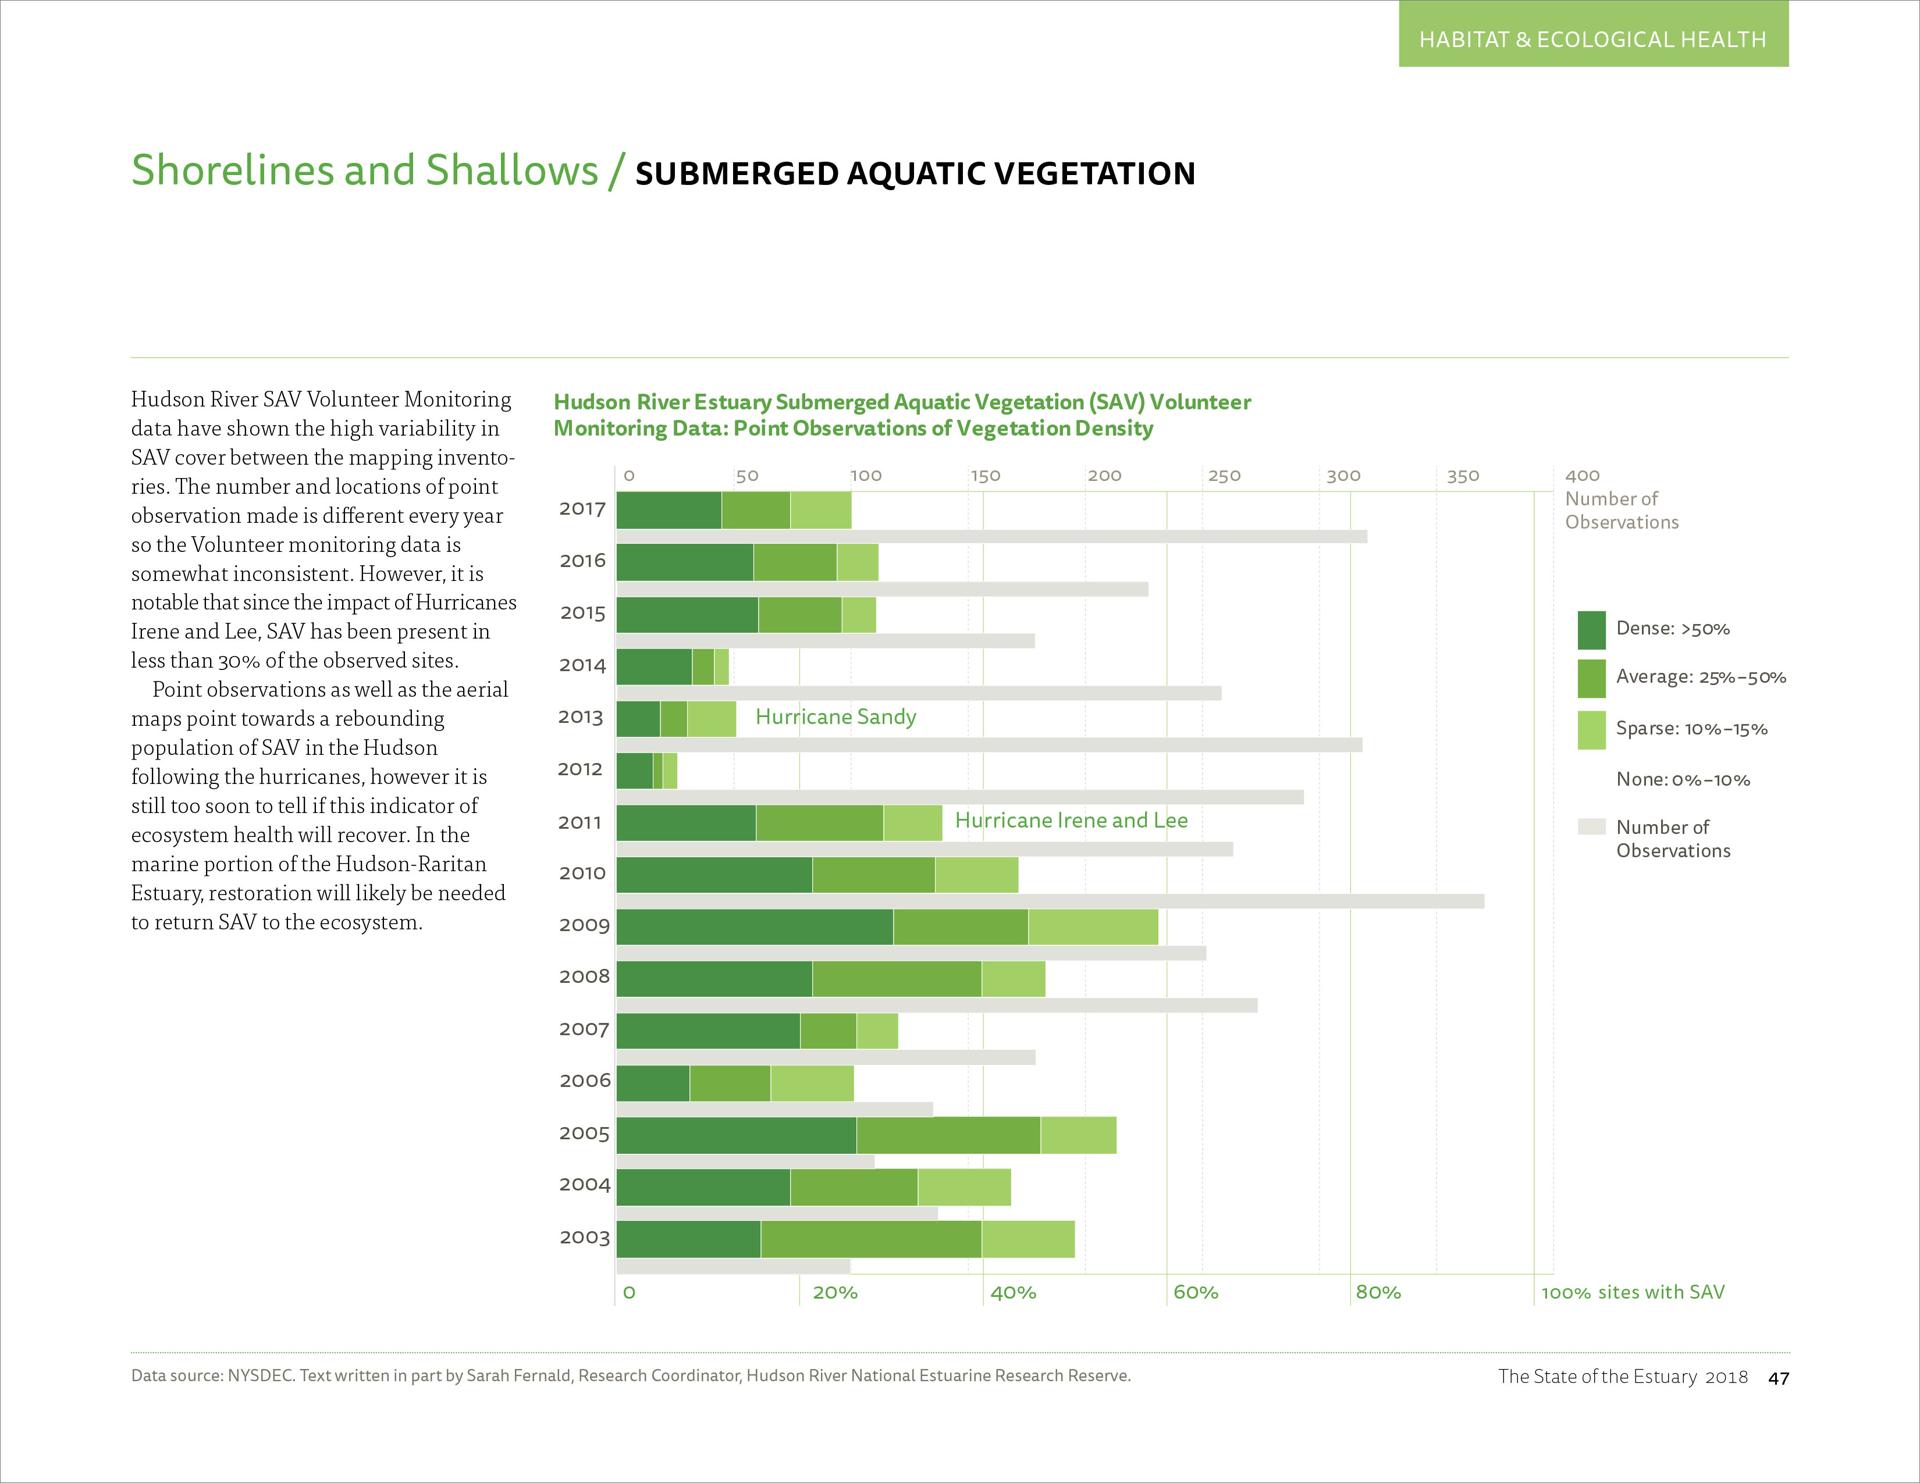 HABITAT & ECOLOGICAL HEALTH
Shorelines and Shallows / SUBMERGED AQUATIC VEGETATION
Hudson River SAV Volunteer Monitoring
data have shown the high variability in
SAV cover between the mapping invento-
ries. The number and locations of point
observation made is different every year
so the Volunteer monitoring data is
somewhat inconsistent. However, it is
notable that since the impact of Hurricanes
Irene and Lee, SAV has been present in
less than 30% of the observed sites.
Point observations as well as the aerial
maps point towards a rebounding
population of SAV in the Hudson
following the hurricanes, however it is
still too soon to tell if this indicator of
ecosystem health will recover. In the
marine portion of the Hudson-Raritan
Estuary, restoration will likely be needed
to return SAV to the ecosystem.
Hudson River Estuary Submerged Aquatic Vegetation (SAV) Volunteer
Monitoring Data: Point Observations of Vegetation Density
0 50 100 150 200 250 300 350 400
Number of
Observations
2017
2016
2015
2014
2013 Hurricane Sandy
2012
2011 Hurricane Irene and Lee
2010
2009
2008
2007
2006
2005
2004
2003
0 20% 40% 60% 80% 100% sites with SAV
Dense: >50%
Average: 25%–50%
Sparse: 10%–15%
None: 0%–10%
Number of
Observations
Data source: NYSDEC. Text written in part by Sarah Fernald, Research Coordinator, Hudson River National Estuarine Research Reserve.
The State of the Estuary 2018 47